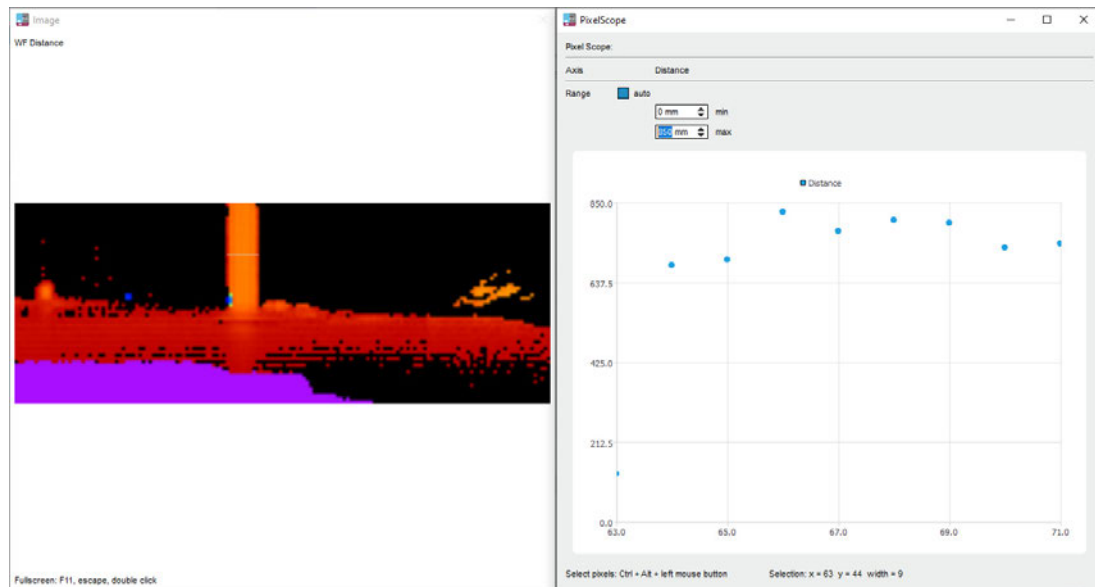 Image
WF Distance
Fullscreen: F11, escape, double click
PixelScope
Pixel Scope:
Axis Distance
Range auto
0 mm min
850 mm max
Distance
850.0
637.5
425.0
212.5
0.0
63.0 65.0 67.0 69.0 71.0
Select pixels: Ctrl + Alt + left mouse button Selection: x = 63 y = 44 width = 9